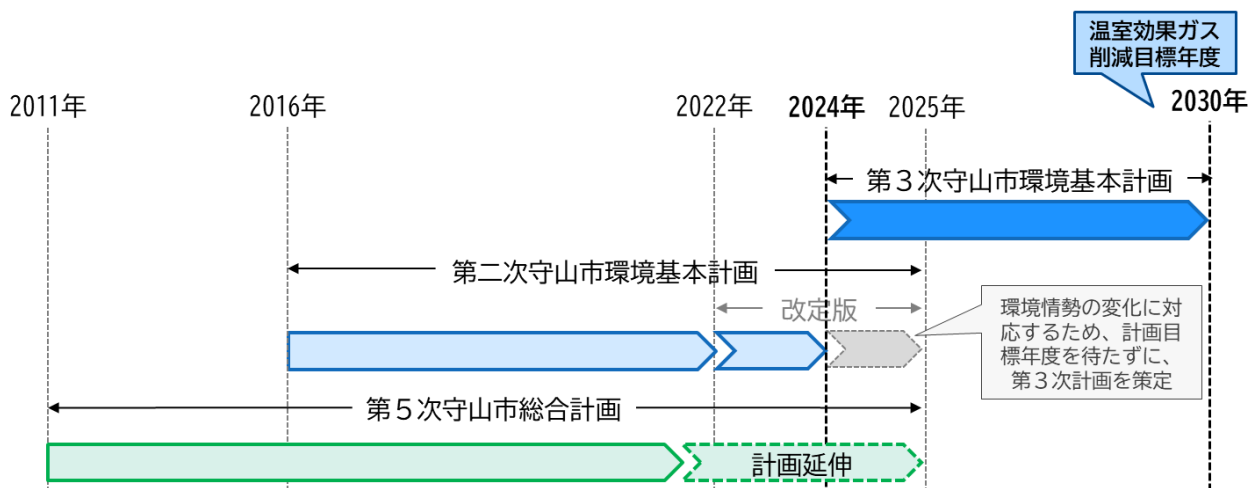 温室効果ガス
削減目標年度
2011年
2016年
2022年
2024年
2025年
2030年
第３次守山市環境基本計画
第二次守山市環境基本計画
改定版
環境情勢の変化に対
応するため、計画目
標年度を待たずに、
第３次計画を策定
第５次守山市総合計画
計画延伸